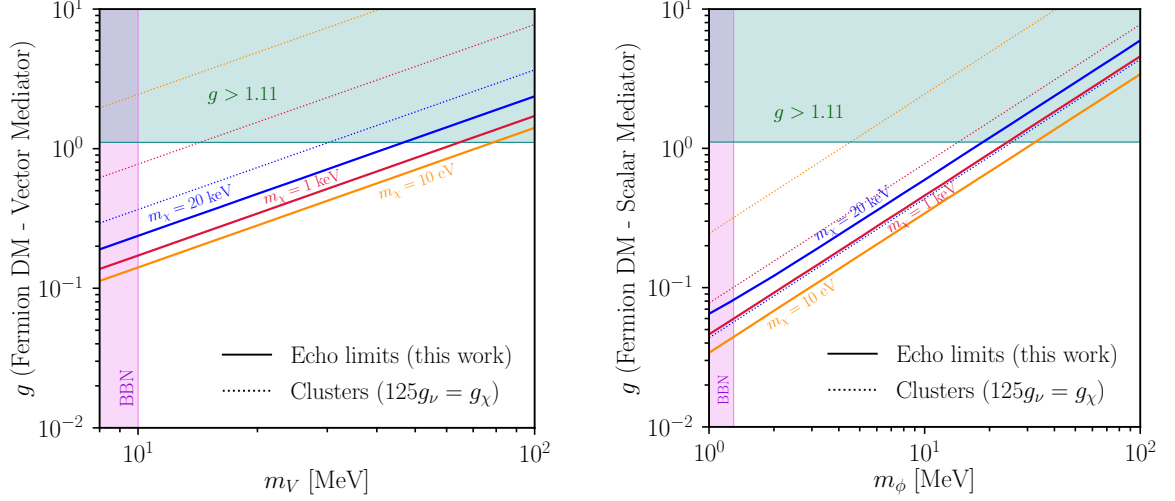 g (Fermion DM - Vector Mediator)
10^1
10^0
10^{-1}
10^{-2}
g > 1.11
m_χ = 20 keV
m_χ = 1 keV
m_χ = 10 eV
BBN
Echo limits (this work)
Clusters (125g_ν = g_χ)
10^1
10^2
m_V [MeV]
g (Fermion DM - Scalar Mediator)
10^1
10^0
10^{-1}
10^{-2}
g > 1.11
m_χ = 20 keV
m_χ = 1 keV
m_χ = 10 eV
BBN
Echo limits (this work)
Clusters (125g_ν = g_χ)
10^0
10^1
10^2
m_ϕ [MeV]